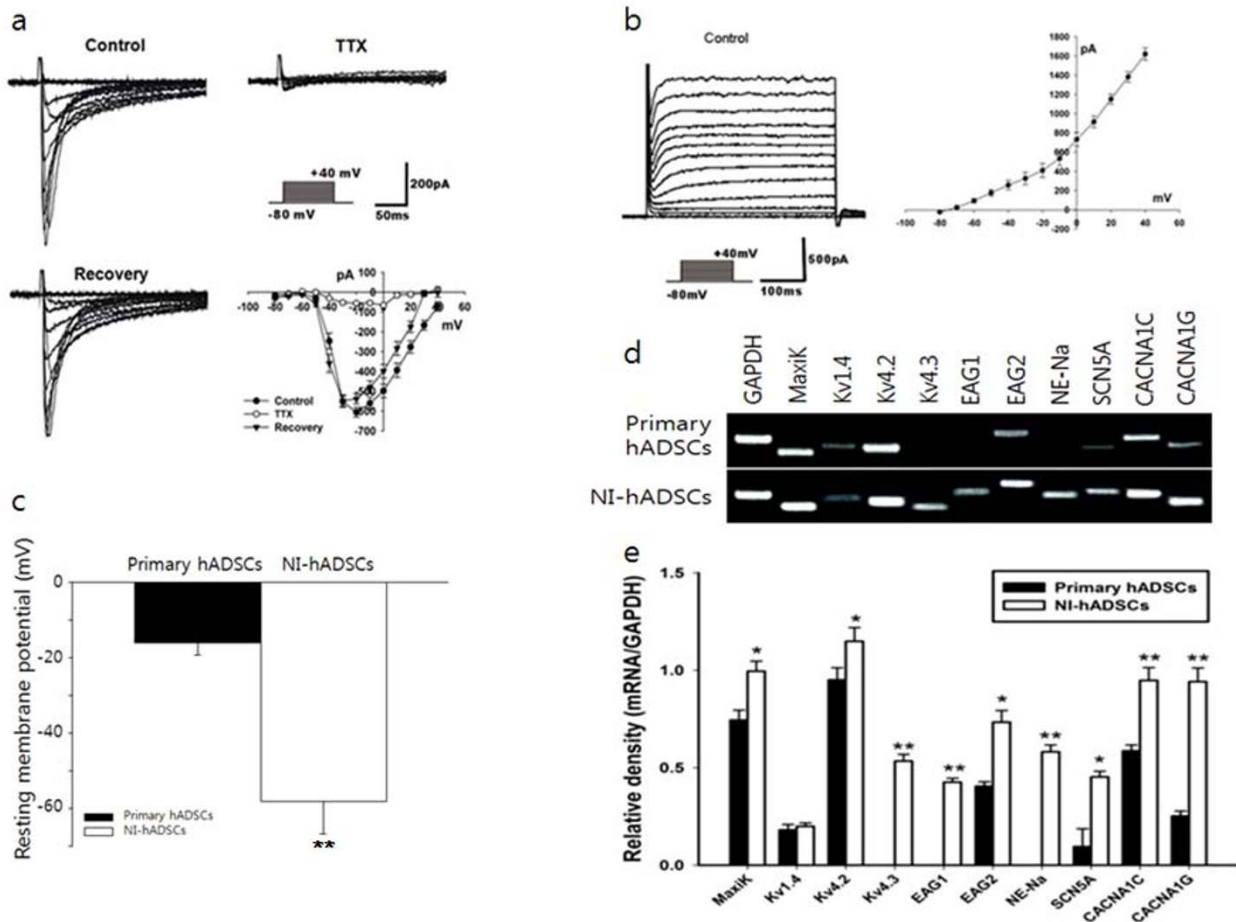 a
Control
TTX
+40 mV
-80 mV
200pA
50ms
Recovery
pA
100
0
-100
-200
-300
-400
-500
-600
-700
-100 -80 -60 -40 -20 0 20 40 60
mV
Control
TTX
Recovery
b
Control
+40mV
-80mV
500pA
100ms
pA
1800
1600
1400
1200
1000
800
600
400
200
0
-200
-100 -80 -60 -40 -20 0 20 40 60
mV
c
Resting membrane potential (mV)
Primary hADSCs NI-hADSCs
0
-20
-40
-60
Primary hADSCs
NI-hADSCs
**
d
GAPDH MaxiK Kv1.4 Kv4.2 Kv4.3 EAG1 EAG2 NE-Na SCN5A CACNA1C CACNA1G
Primary
hADSCs
NI-hADSCs
e
Relative density (mRNA/GAPDH)
1.5
1.0
0.5
0.0
Primary hADSCs
NI-hADSCs
* * ** ** * ** * ** **
MaxiK Kv1.4 Kv4.2 Kv4.3 EAG1 EAG2 NE-Na SCN5A CACNA1C CACNA1G